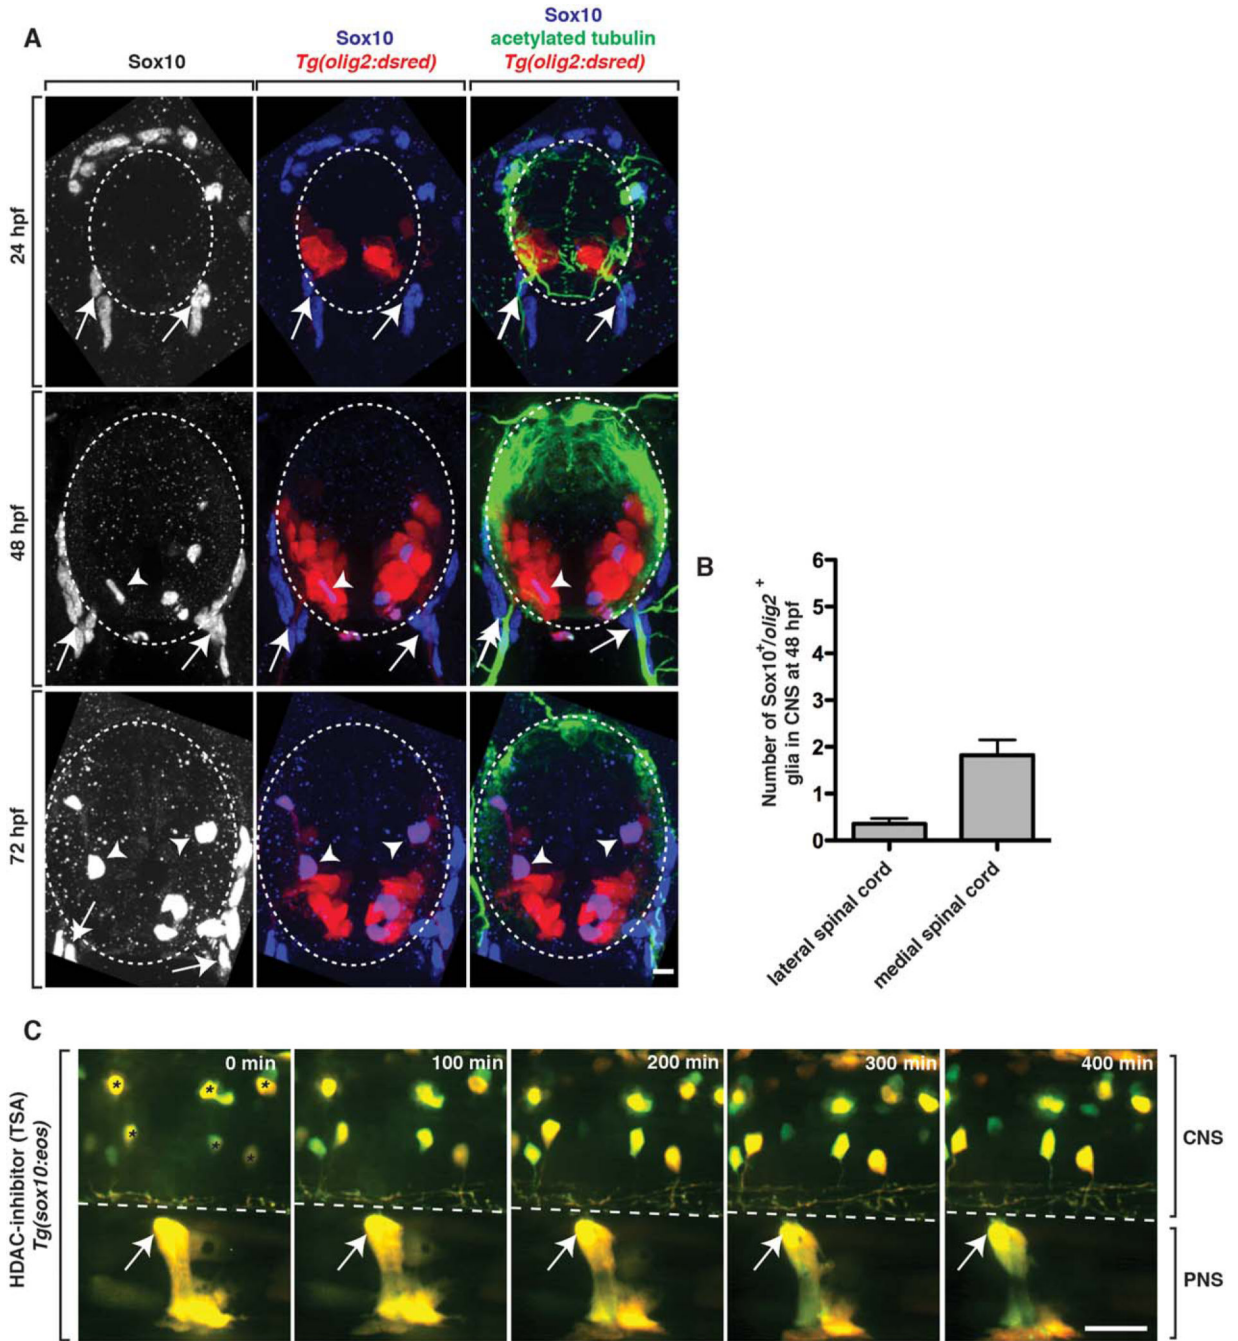 A
Sox10
Sox10
Tg(olig2:dsred)
Sox10
acetylated tubulin
Tg(olig2:dsred)
24 hpf
48 hpf
72 hpf
B
Number of Sox10+/olig2 +
glia in CNS at 48 hpf
6
5
4
3
2
1
0
lateral spinal cord
medial spinal cord
C
HDAC-inhibitor (TSA)
Tg(sox10:eos)
0 min
100 min
200 min
300 min
400 min
* * *
* * *
CNS
PNS